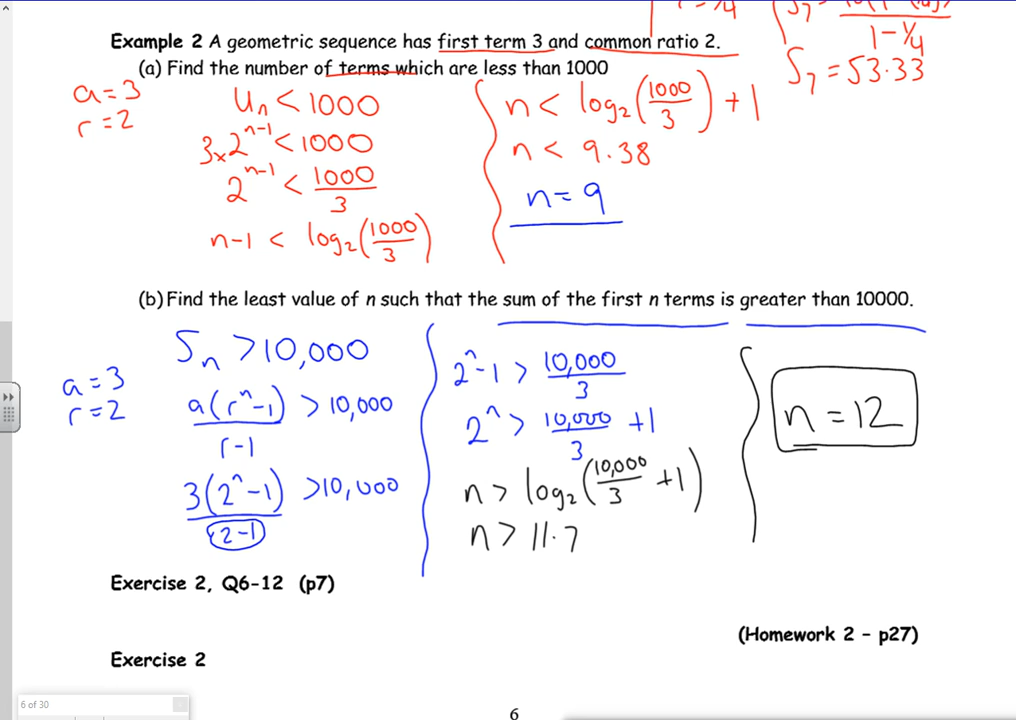 r = 1/4
S₇ =
1 - 1/4
S₇ = 53.33
Example 2 A geometric sequence has first term 3 and common ratio 2.
(a) Find the number of terms which are less than 1000
a = 3
r = 2
uₙ < 1000
3 x 2ⁿ⁻¹ < 1000
2ⁿ⁻¹ < 1000/3
n-1 < log₂(1000/3)
n < log₂(1000/3) + 1
n < 9.38
n = 9
(b) Find the least value of n such that the sum of the first n terms is greater than 10000.
a = 3
r = 2
Sₙ > 10,000
a(rⁿ-1)/r-1 > 10,000
3(2ⁿ-1)/2-1 > 10,000
2ⁿ-1 > 10,000/3
2ⁿ > 10,000/3 + 1
n > log₂(10,000/3 + 1)
n > 11.7
n = 12
Exercise 2, Q6-12 (p7)
(Homework 2 - p27)
Exercise 2
6 of 30
6